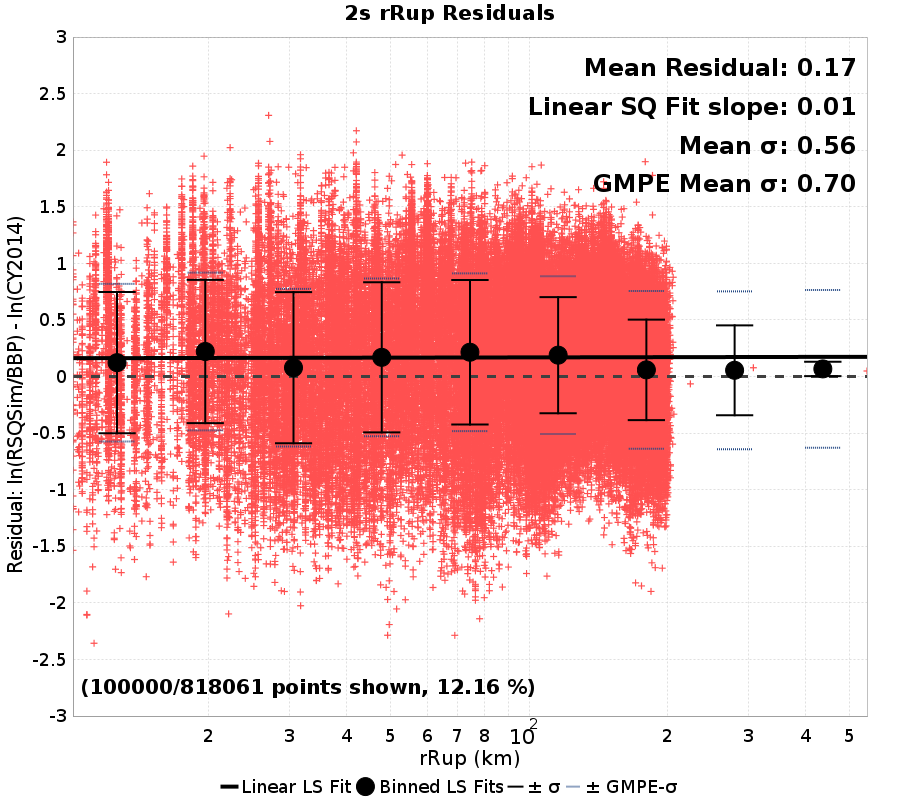 2s rRup Residuals
Mean Residual: 0.17
Linear SQ Fit slope: 0.01
Mean σ: 0.56
GMPE Mean σ: 0.70
3
2.5
2
1.5
1
0.5
0
-0.5
-1
-1.5
-2
-2.5
-3
Residual: ln(RSQSim/BBP) - ln(CY2014)
(100000/818061 points shown, 12.16 %)
2 3 4 5 6 7 8 10² 2 3 4 5
rRup (km)
Linear LS Fit Binned LS Fits ± σ ± GMPE-σ